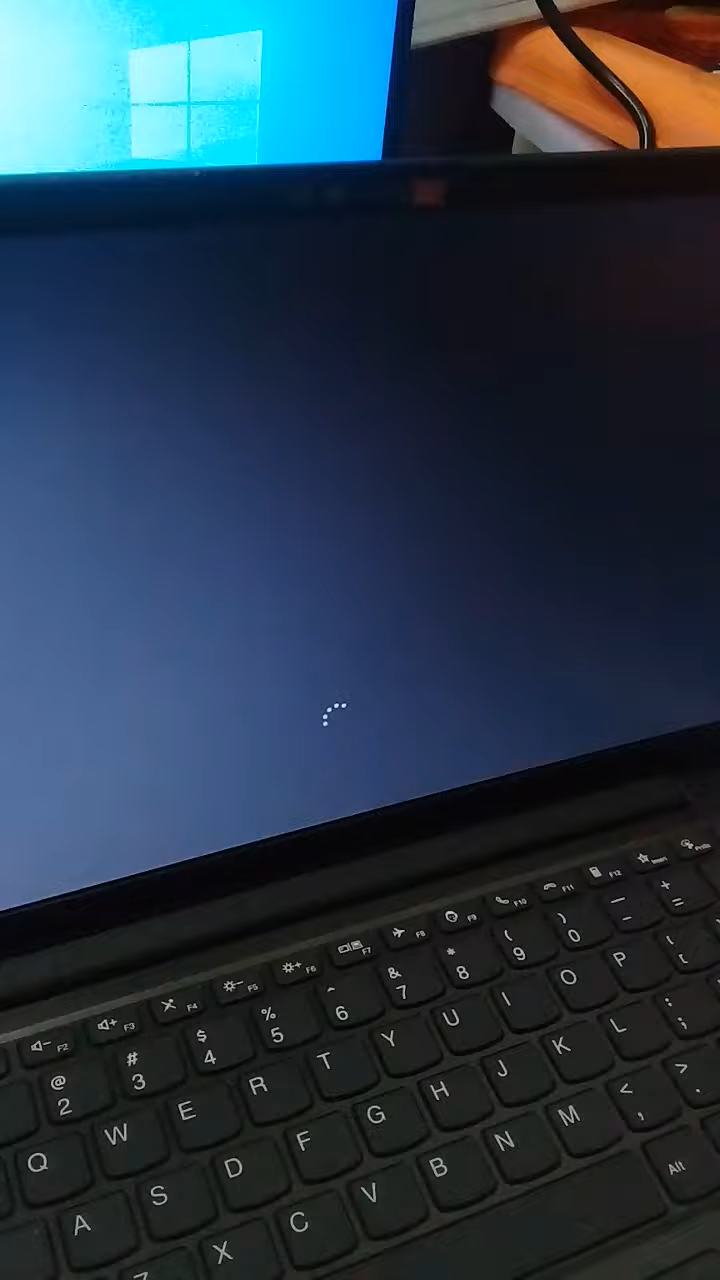 F2 F3 F4 F5 F6 F7 F8 F9 F10 F11 F12
@ # $ % ^ & * ( ) — +
2 3 4 5 6 7 8 9 0 - =
Q W E R T Y U I O P {
[
A S D F G H J K L : ;
Z X C V B N M < , > .
Alt